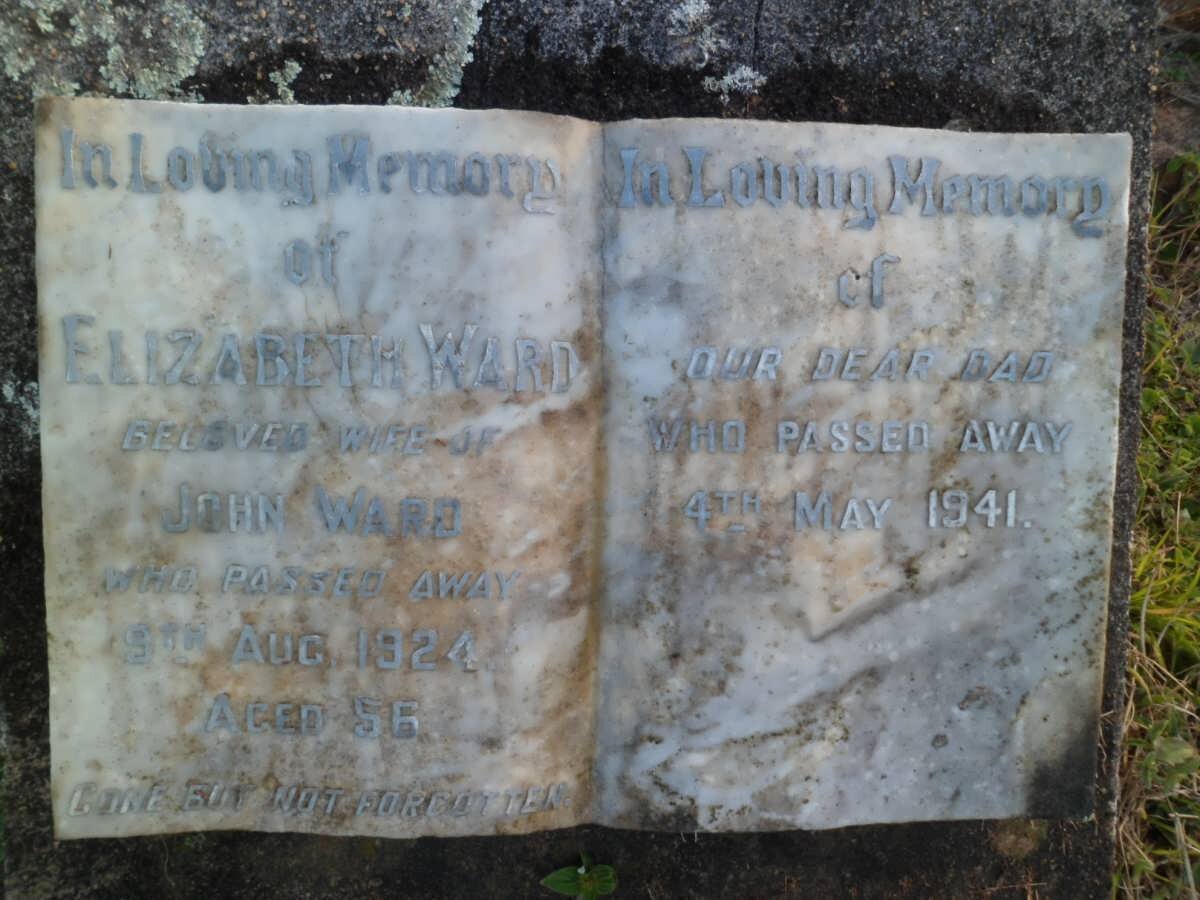 In Loving Memory
of
ELIZABETH WARD
BELOVED WIFE OF
JOHN WARD
WHO PASSED AWAY
9TH AUG. 1924.
AGED 56
GONE BUT NOT FORGOTTEN.
In Loving Memory
of
OUR DEAR DAD
WHO PASSED AWAY
4TH MAY 1941.